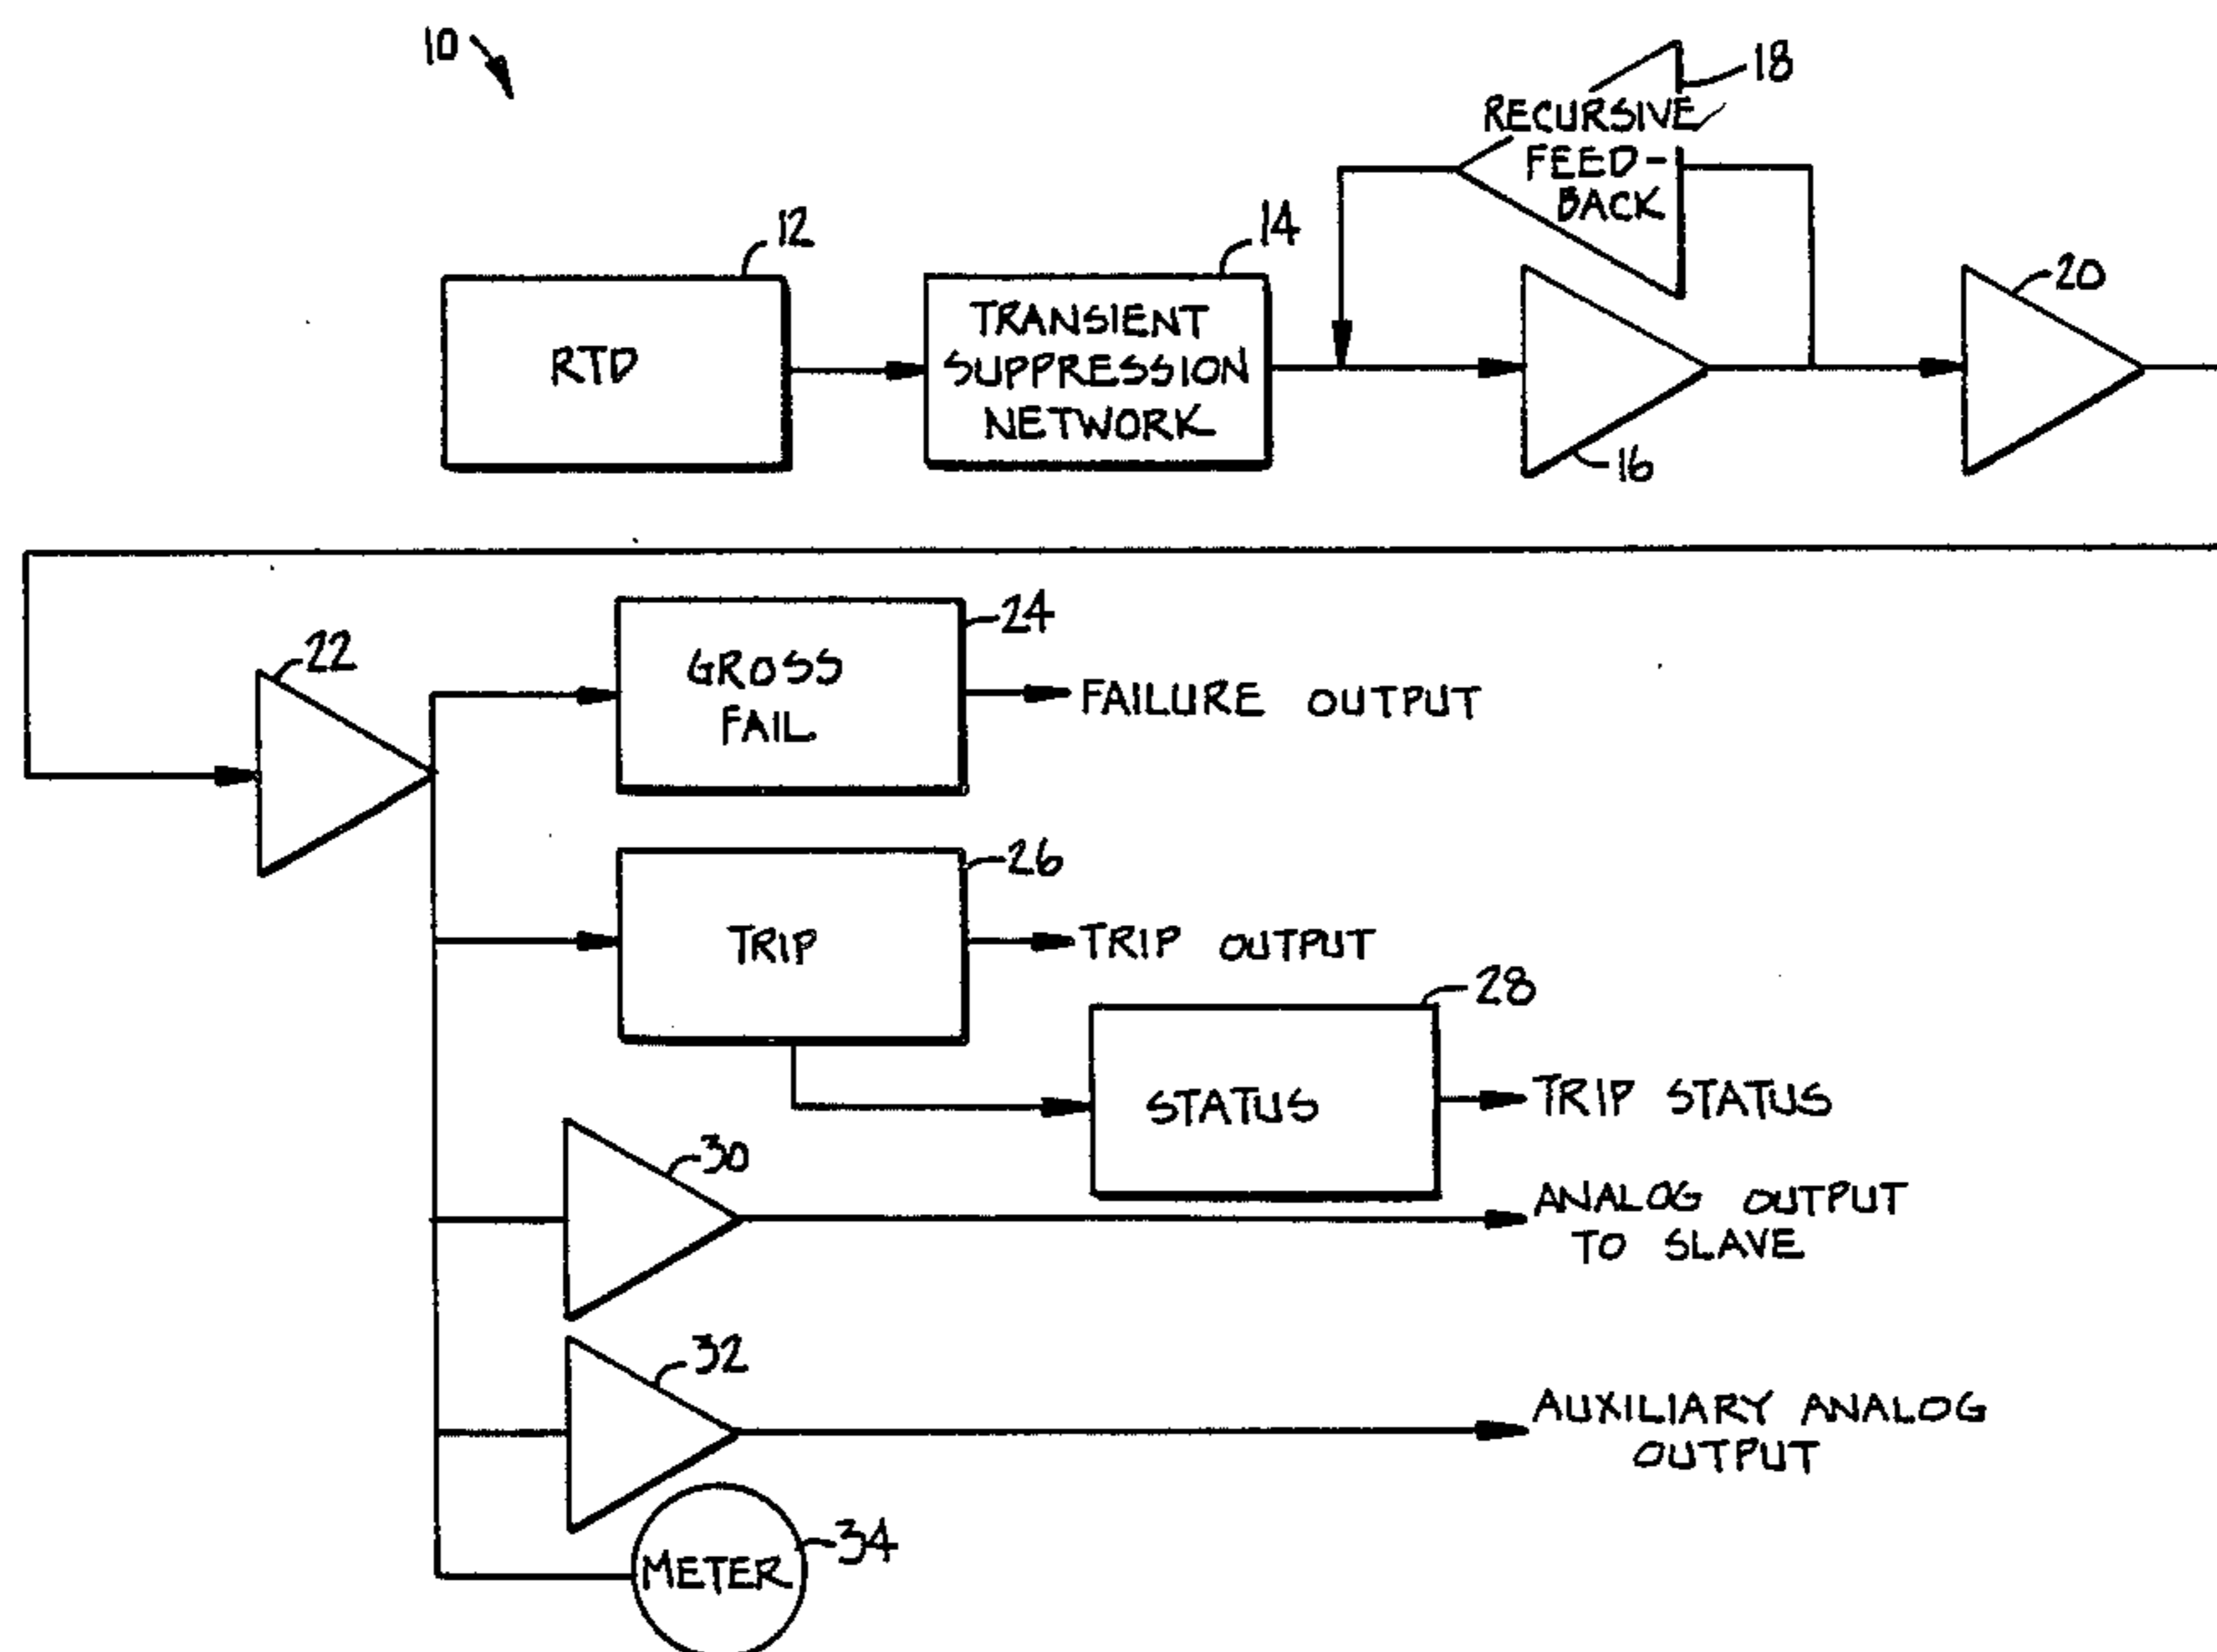 10
18
RECURSIVE
FEED-
BACK
12
14
20
RTD
TRANSIENT
SUPPRESSION
NETWORK
16
22
24
GROSS
FAIL
FAILURE OUTPUT
26
TRIP
TRIP OUTPUT
28
STATUS
TRIP STATUS
30
ANALOG OUTPUT
TO SLAVE
32
AUXILIARY ANALOG
OUTPUT
34
METER